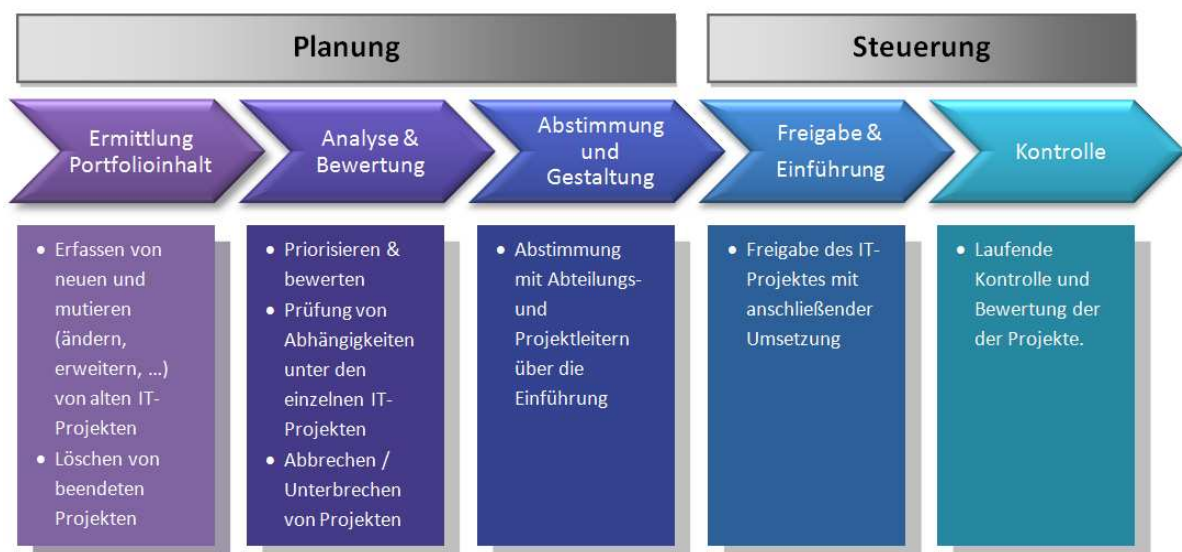 Planung
Steuerung
Ermittlung
Portfolioinhalt
Analyse &
Bewertung
Abstimmung
und
Gestaltung
Freigabe &
Einführung
Kontrolle
• Erfassen von
neuen und
mutieren
(ändern,
erweitern, ...)
von alten IT-
Projekten
• Löschen von
beendeten
Projekten
• Priorisieren &
bewerten
• Prüfung von
Abhängigkeiten
unter den
einzelnen IT-
Projekten
• Abbrechen /
Unterbrechen
von Projekten
• Abstimmung
mit Abteilungs-
und
Projektleitern
über die
Einführung
• Freigabe des IT-
Projektes mit
anschließender
Umsetzung
• Laufende
Kontrolle und
Bewertung der
der Projekte.